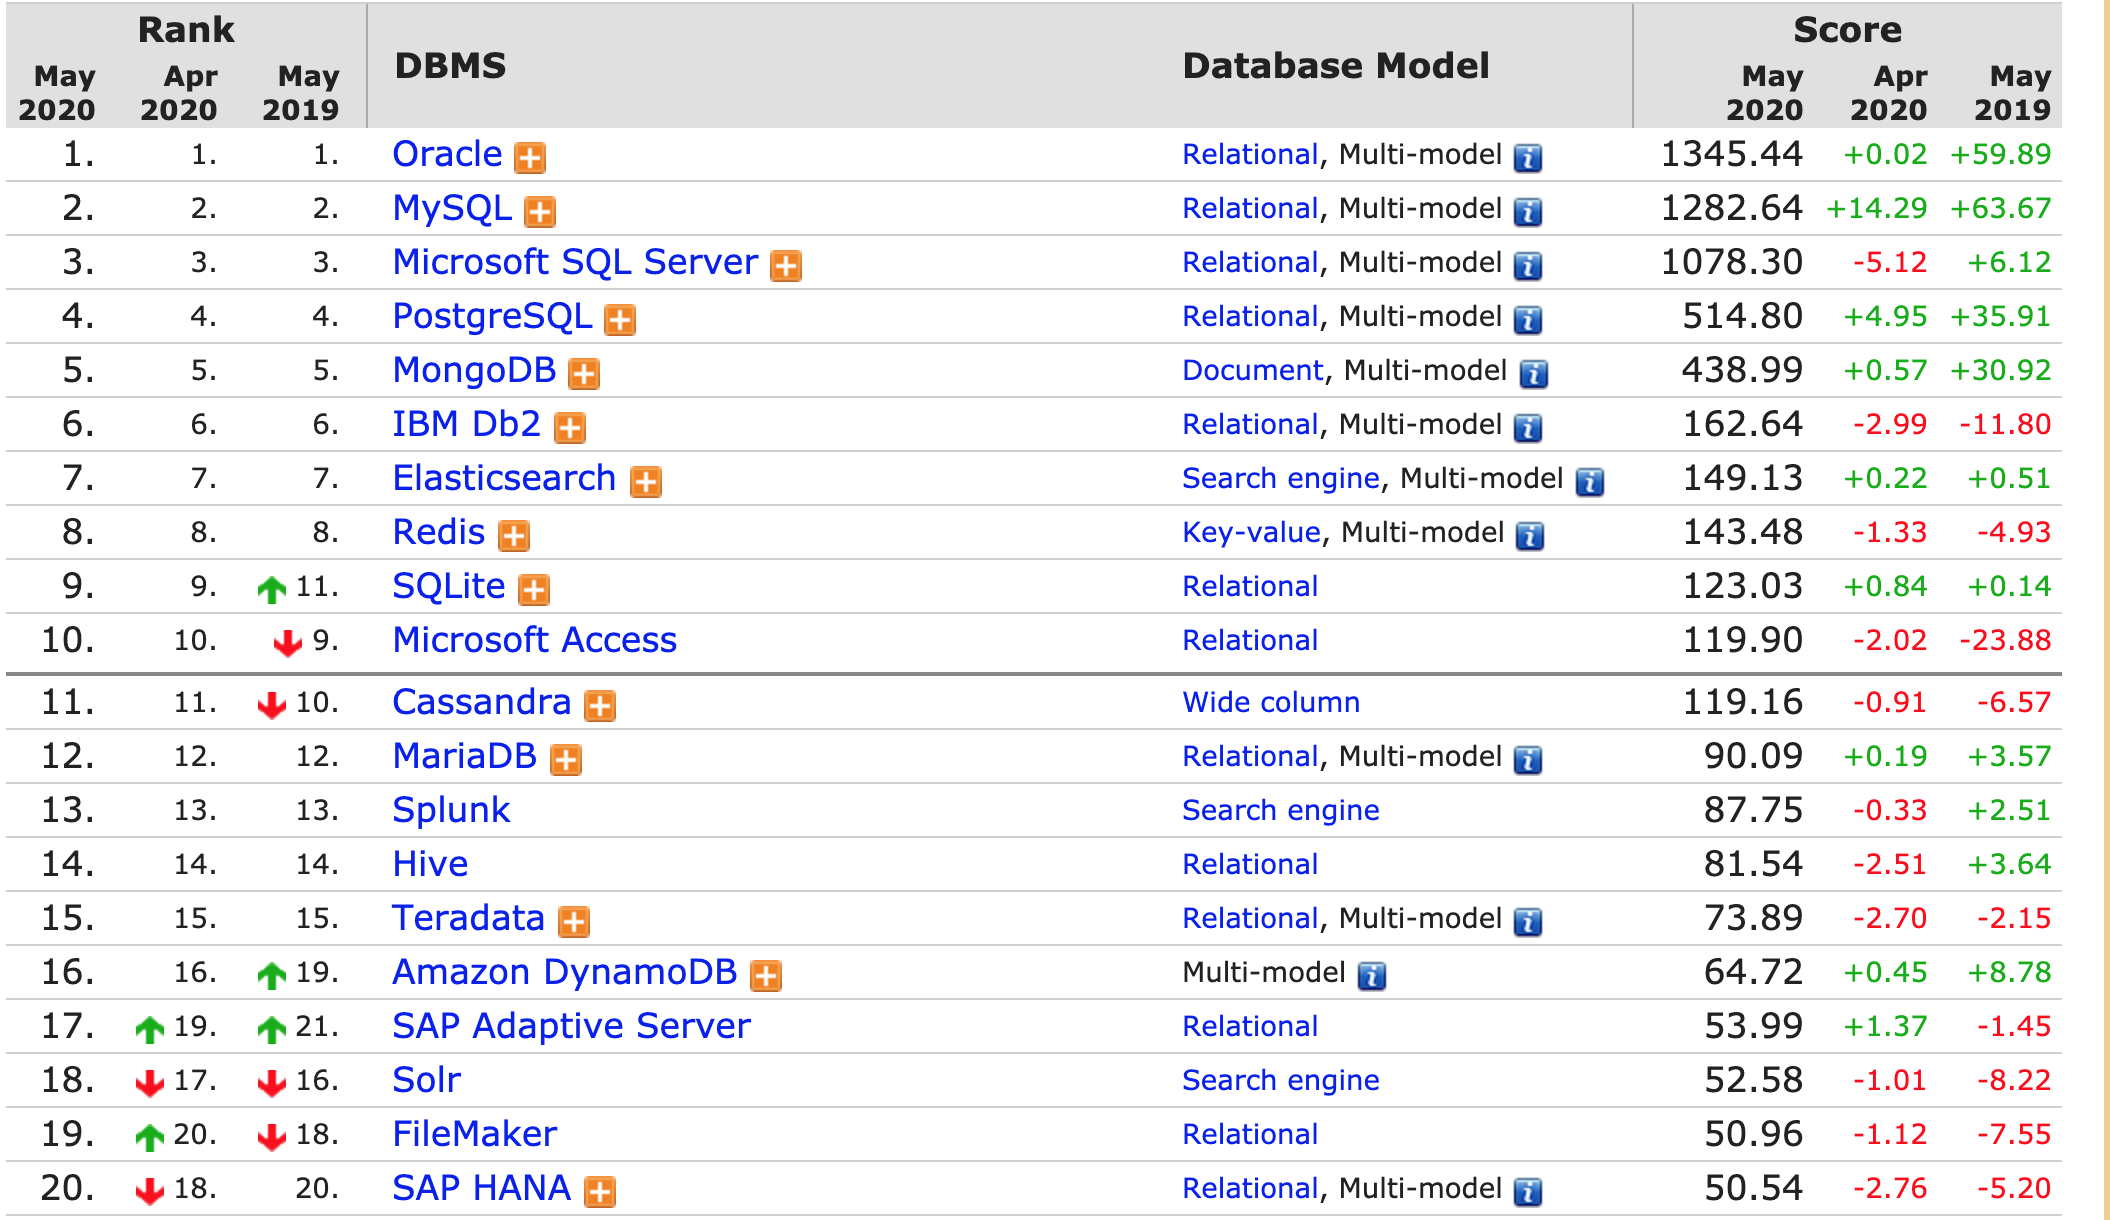 Rank Score
May 2020 Apr 2020 May 2019 DBMS Database Model May 2020 Apr 2020 May 2019
1. 1. 1. Oracle Relational, Multi-model 1345.44 +0.02 +59.89
2. 2. 2. MySQL Relational, Multi-model 1282.64 +14.29 +63.67
3. 3. 3. Microsoft SQL Server Relational, Multi-model 1078.30 -5.12 +6.12
4. 4. 4. PostgreSQL Relational, Multi-model 514.80 +4.95 +35.91
5. 5. 5. MongoDB Document, Multi-model 438.99 +0.57 +30.92
6. 6. 6. IBM Db2 Relational, Multi-model 162.64 -2.99 -11.80
7. 7. 7. Elasticsearch Search engine, Multi-model 149.13 +0.22 +0.51
8. 8. 8. Redis Key-value, Multi-model 143.48 -1.33 -4.93
9. 9. 11. SQLite Relational 123.03 +0.84 +0.14
10. 10. 9. Microsoft Access Relational 119.90 -2.02 -23.88
11. 11. 10. Cassandra Wide column 119.16 -0.91 -6.57
12. 12. 12. MariaDB Relational, Multi-model 90.09 +0.19 +3.57
13. 13. 13. Splunk Search engine 87.75 -0.33 +2.51
14. 14. 14. Hive Relational 81.54 -2.51 +3.64
15. 15. 15. Teradata Relational, Multi-model 73.89 -2.70 -2.15
16. 16. 19. Amazon DynamoDB Multi-model 64.72 +0.45 +8.78
17. 19. 21. SAP Adaptive Server Relational 53.99 +1.37 -1.45
18. 17. 16. Solr Search engine 52.58 -1.01 -8.22
19. 20. 18. FileMaker Relational 50.96 -1.12 -7.55
20. 18. 20. SAP HANA Relational, Multi-model 50.54 -2.76 -5.20